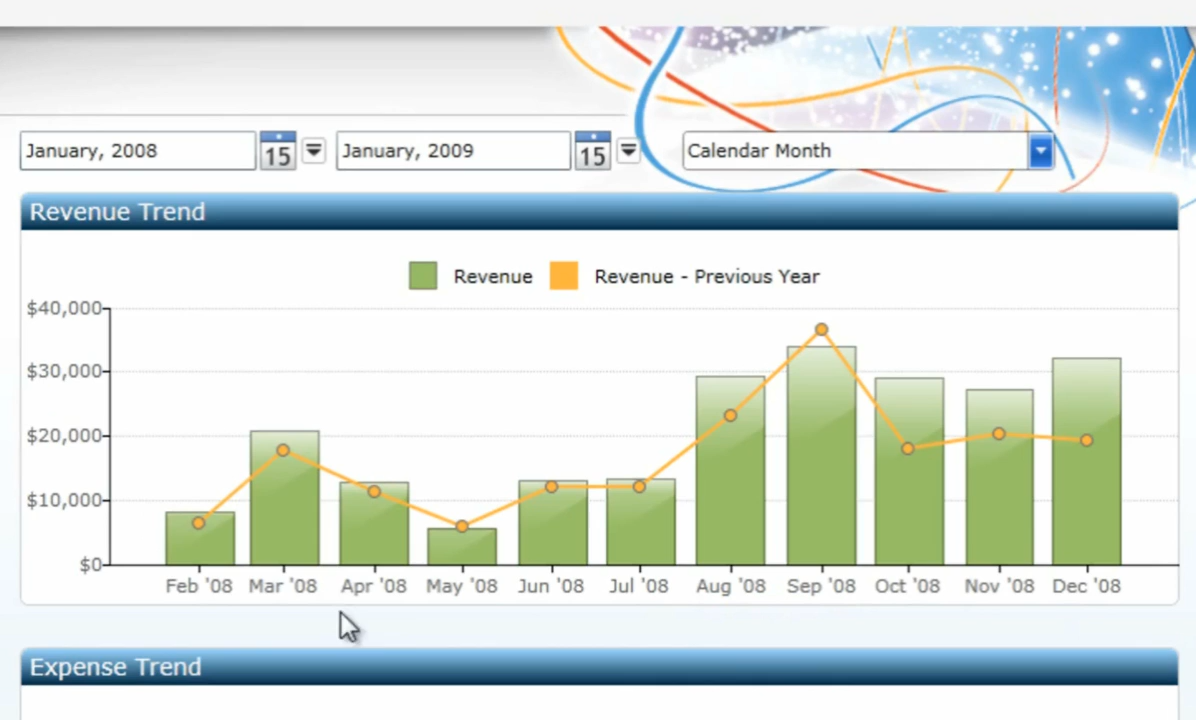 January, 2008 15 January, 2009 15 Calendar Month
Revenue Trend
Revenue Revenue - Previous Year
$40,000
$30,000
$20,000
$10,000
$0
Feb '08 Mar '08 Apr '08 May '08 Jun '08 Jul '08 Aug '08 Sep '08 Oct '08 Nov '08 Dec '08
Expense Trend